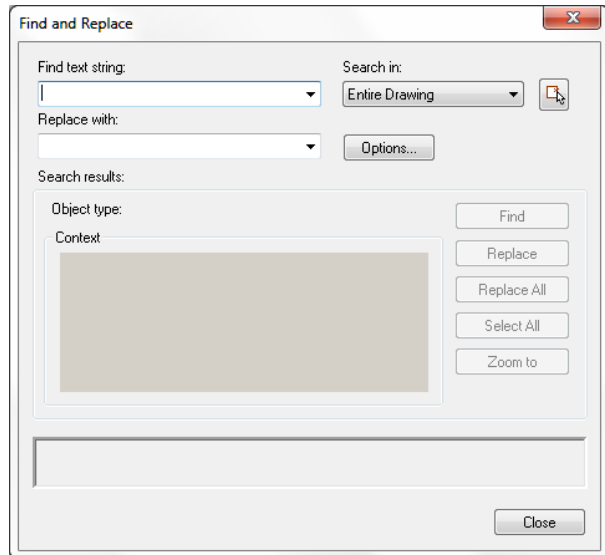 Find and Replace
Find text string:
Search in:
Entire Drawing
Replace with:
Options...
Search results:
Object type:
Context
Find
Replace
Replace All
Select All
Zoom to
Close